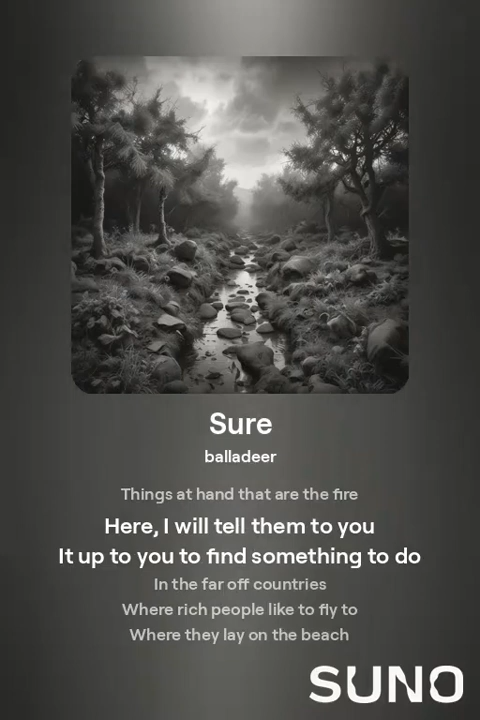 Sure
balladeer
Things at hand that are the fire
Here, I will tell them to you
It up to you to find something to do
In the far off countries
Where rich people like to fly to
Where they lay on the beach
SUNO